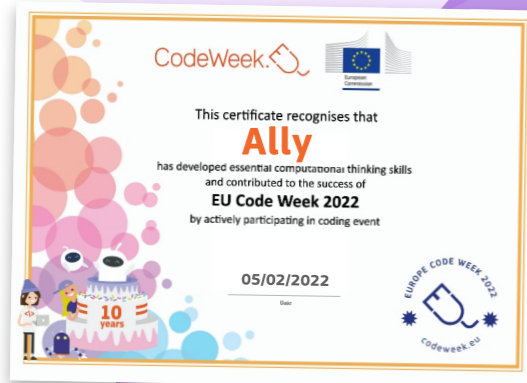 CodeWeek.
European
Commission
This certificate recognises that
Ally
has developed essential computational thinking skills
and contributed to the success of
EU Code Week 2022
by actively participating in coding event
05/02/2022
Date
10
years
EUROPE CODE WEEK 2022
codeweek.eu